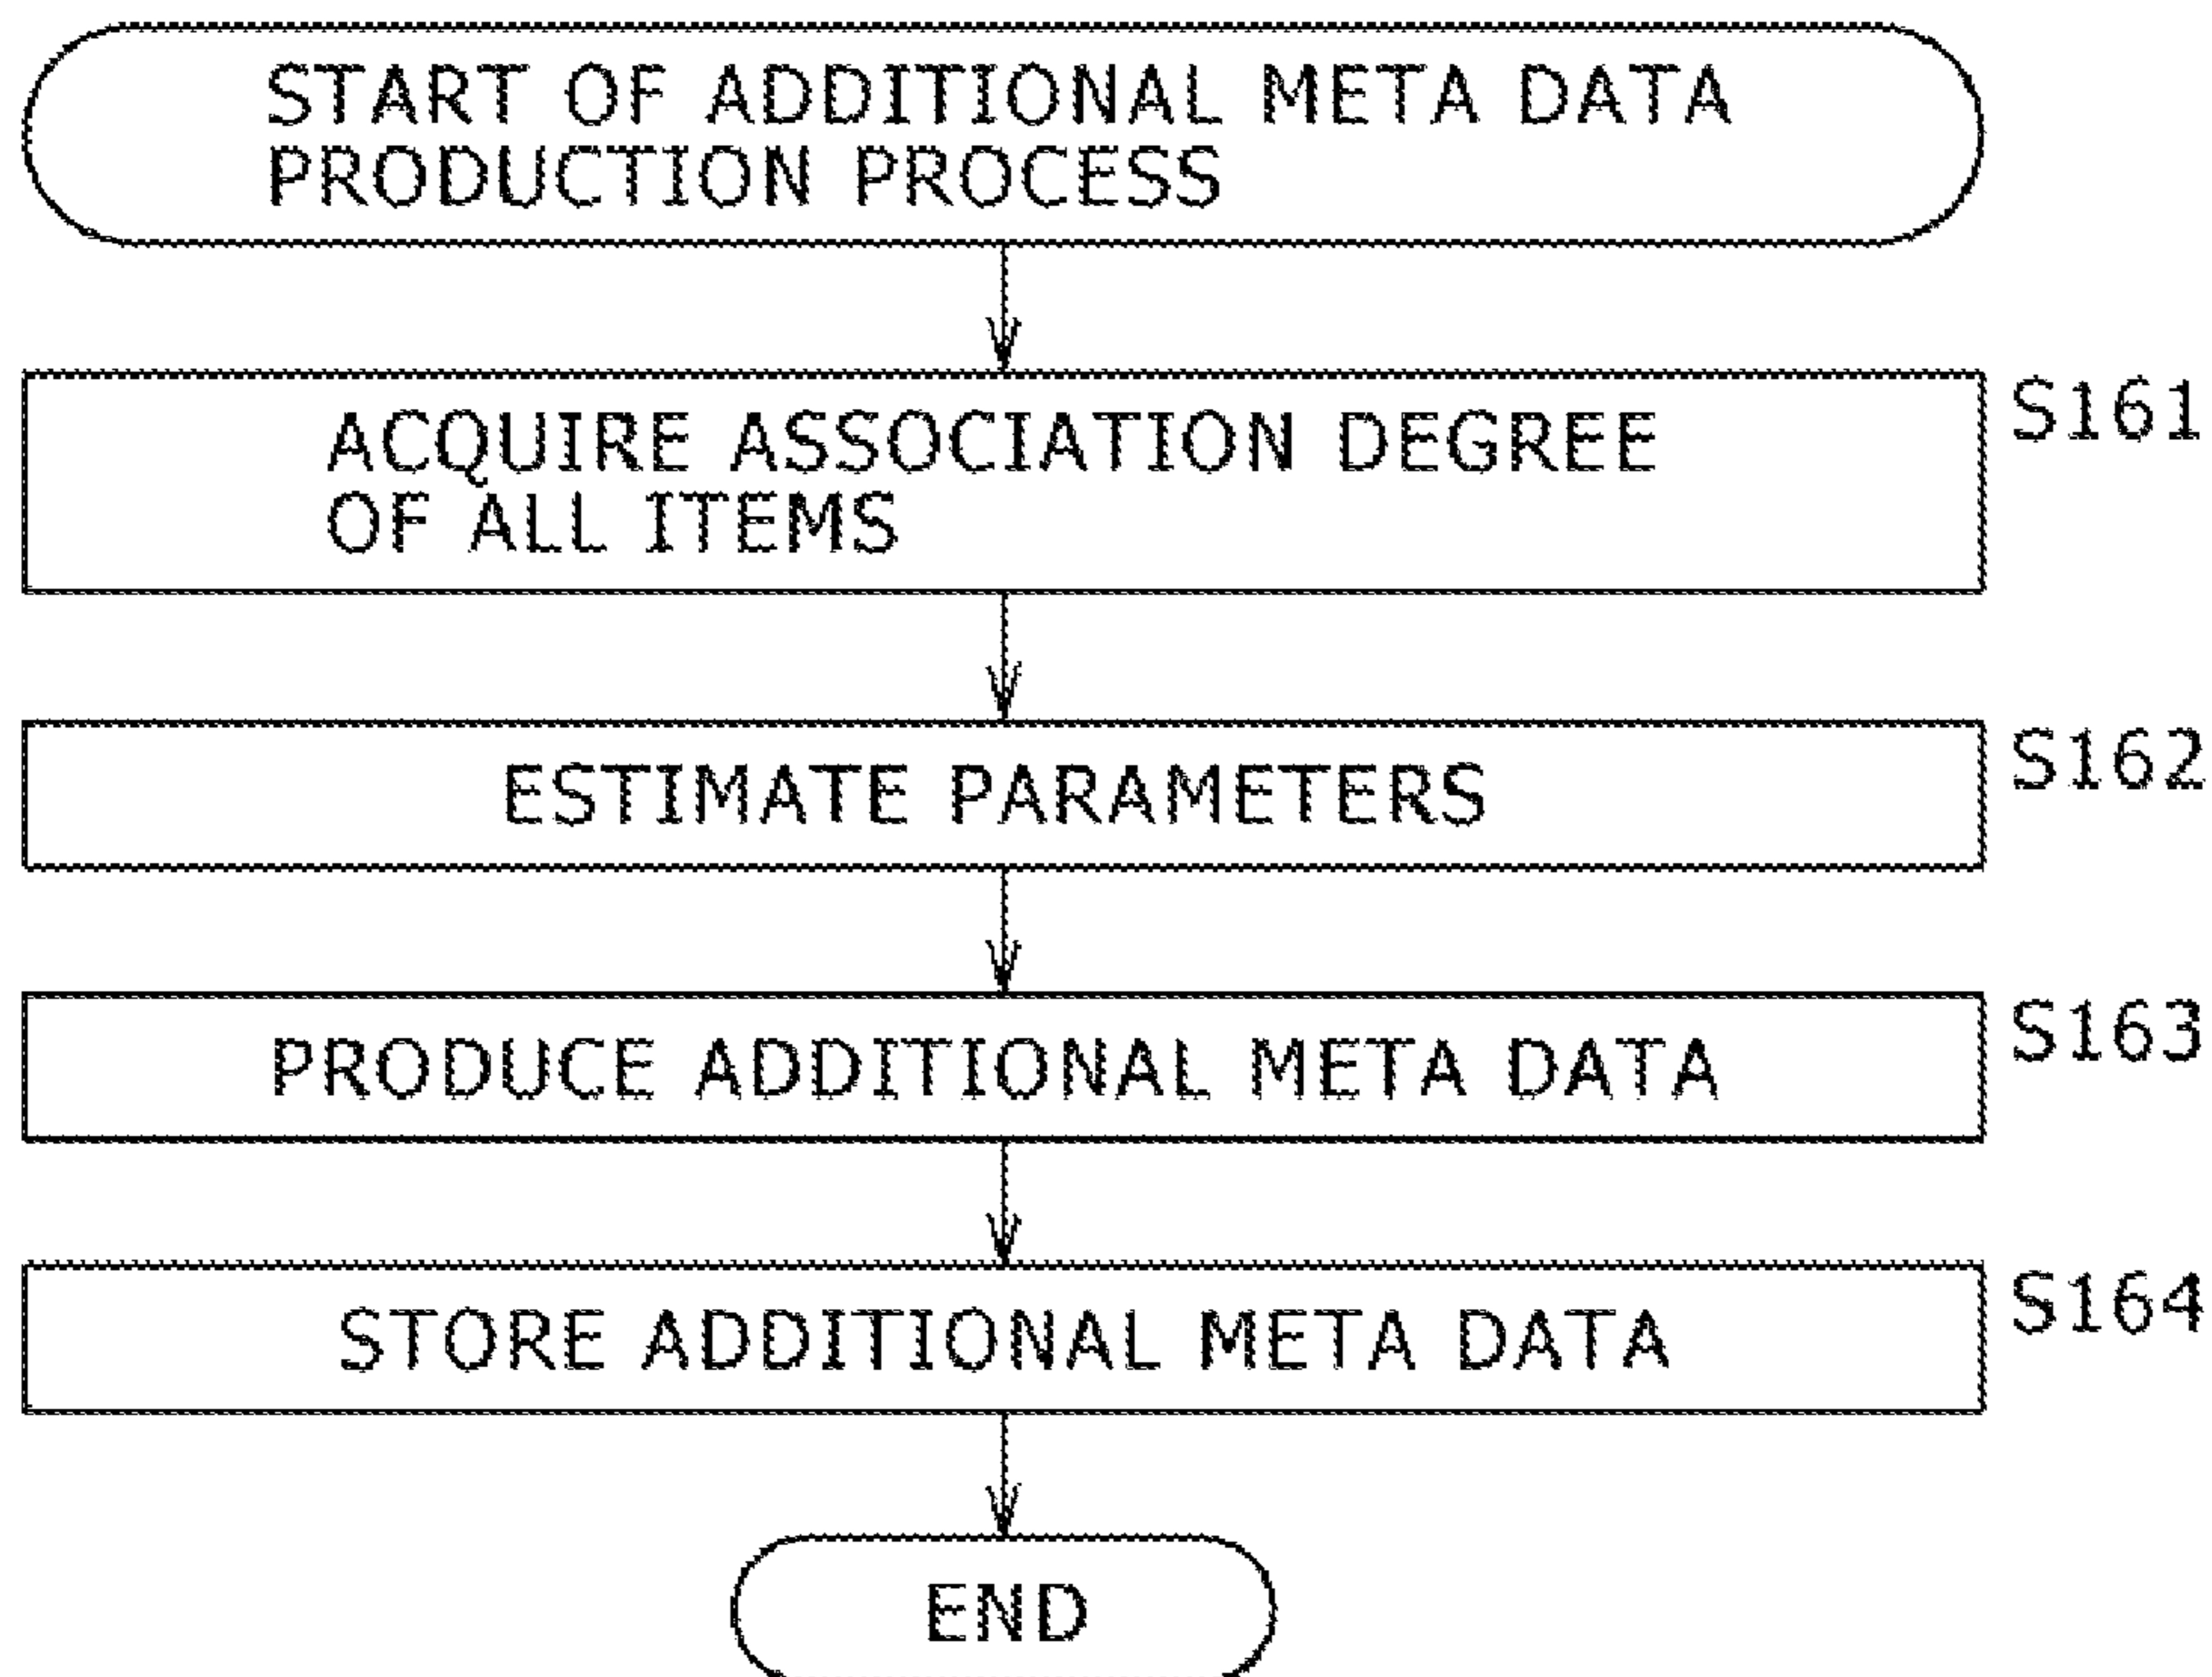 START OF ADDITIONAL META DATA
PRODUCTION PROCESS
S161
ACQUIRE ASSOCIATION DEGREE
OF ALL ITEMS
S162
ESTIMATE PARAMETERS
S163
PRODUCE ADDITIONAL META DATA
S164
STORE ADDITIONAL META DATA
END